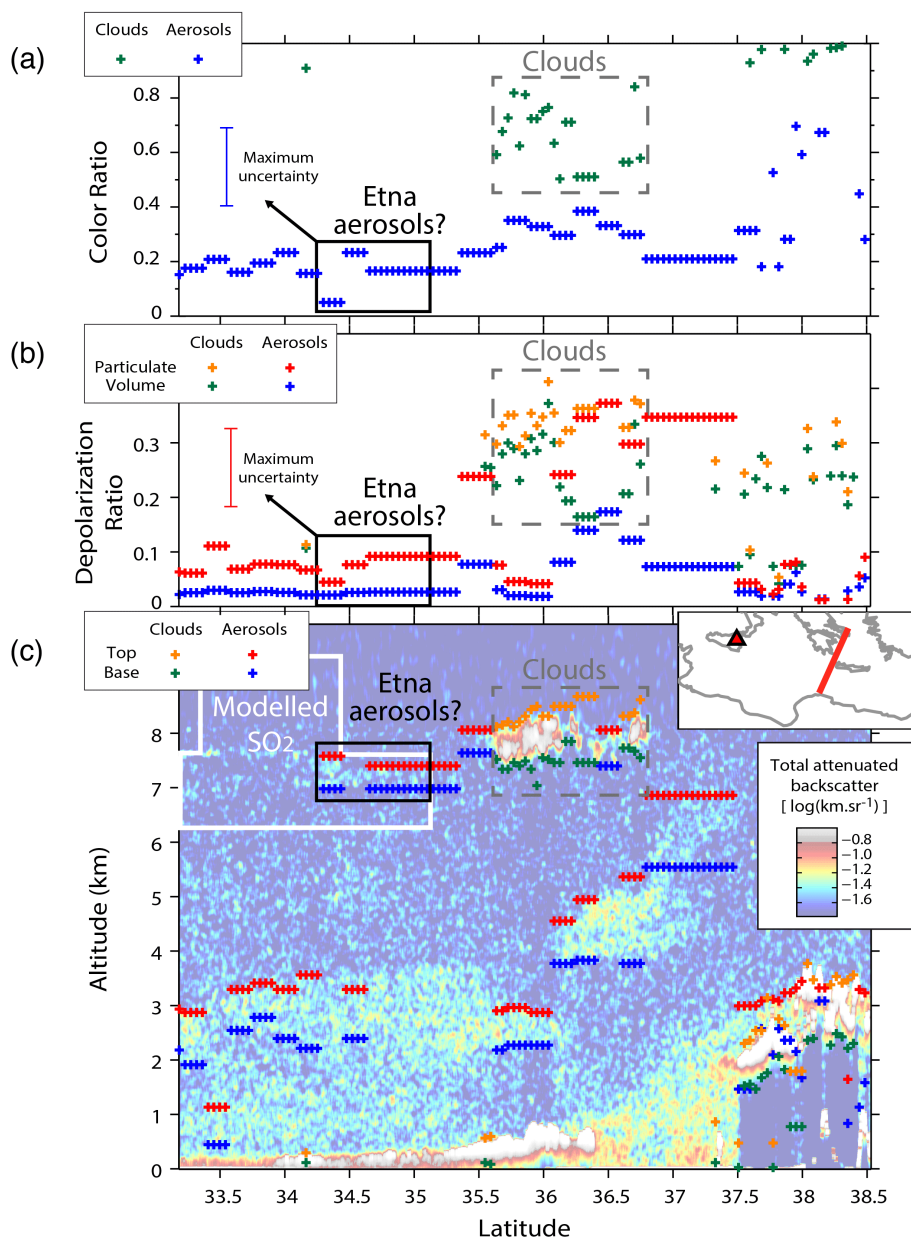 (a)
Clouds Aerosols
Clouds
0.8
0.6
0.4
0.2
0
Color Ratio
Maximum
uncertainty
Etna
aerosols?
(b)
Clouds Aerosols
Particulate
Volume
Clouds
0.3
0.2
0.1
0
Depolarization
Ratio
Maximum
uncertainty
Etna
aerosols?
(c)
Clouds Aerosols
Top
Base
Modelled
SO2
Etna
aerosols?
Clouds
8
7
6
5
4
3
2
1
0
Altitude (km)
Total attenuated
backscatter
[ log(km.sr-1) ]
−0.8
−1.0
−1.2
−1.4
−1.6
33.5 34 34.5 35 35.5 36 36.5 37 37.5 38 38.5
Latitude